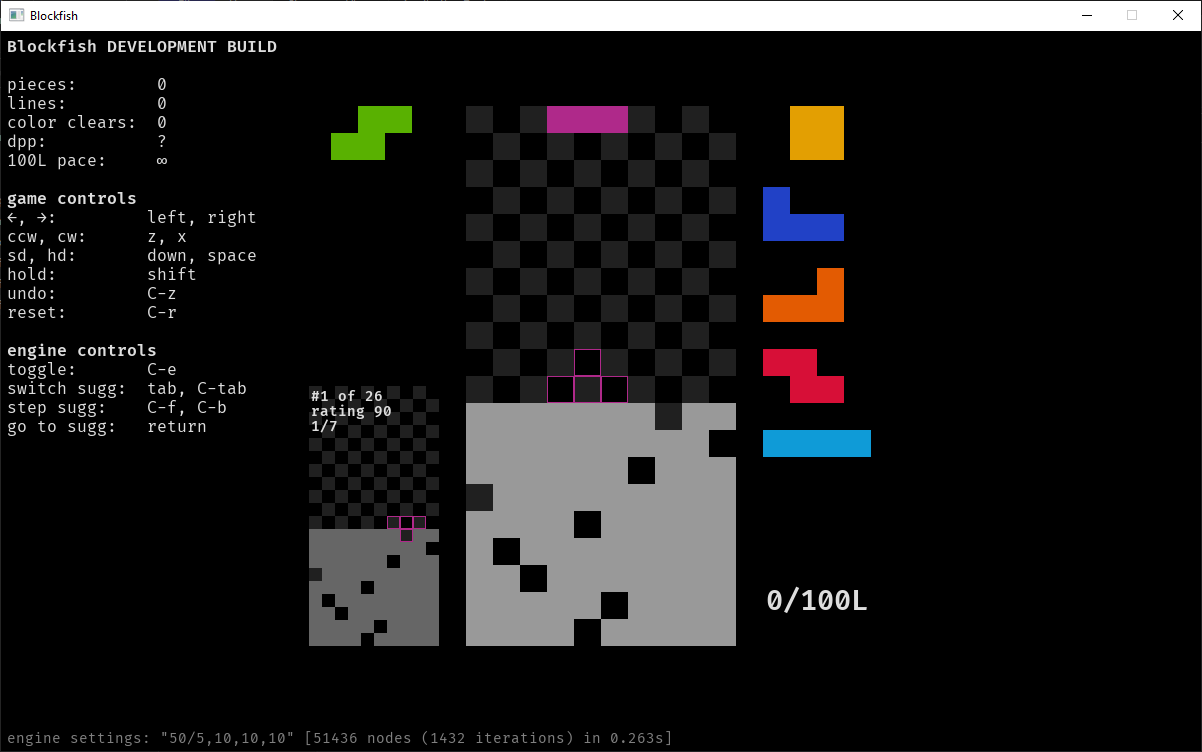 Blockfish
Blockfish DEVELOPMENT BUILD
pieces: 0
lines: 0
color clears: 0
dpp: ?
100L pace: ∞
game controls
←, →: left, right
ccw, cw: z, x
sd, hd: down, space
hold: shift
undo: C-z
reset: C-r
engine controls
toggle: C-e
switch sugg: tab, C-tab
step sugg: C-f, C-b
go to sugg: return
#1 of 26
rating 90
1/7
0/100L
engine settings: "50/5,10,10,10" [51436 nodes (1432 iterations) in 0.263s]